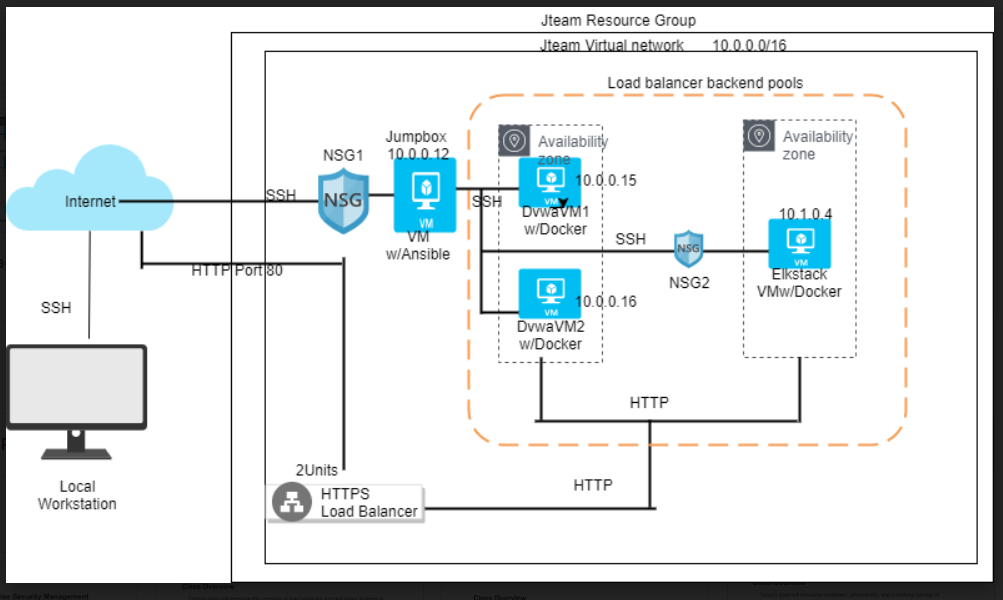 Jteam Resource Group
Jteam Virtual network 10.0.0.0/16
Load balancer backend pools
Jumpbox
10.0.0.12
NSG1
NSG
VM
VM
w/Ansible
Internet
SSH
SSH
HTTP Port 80
SSH
Local
Workstation
Availability
zone
VM
10.0.0.15
DvwaVM1
w/Docker
SSH
NSG
NSG2
VM
10.0.0.16
DvwaVM2
w/Docker
Availability
zone
10.1.0.4
VM
Elkstack
VMw/Docker
HTTP
HTTP
2Units
HTTPS
Load Balancer